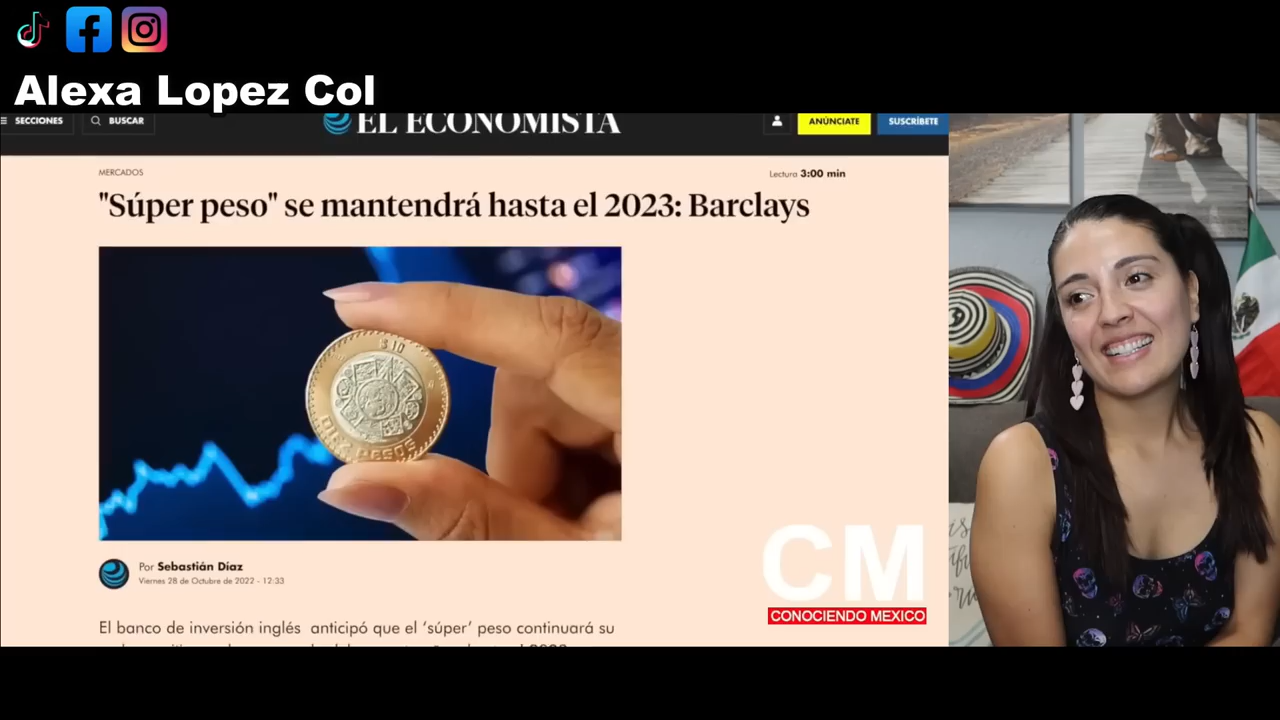 Alexa Lopez Col
SECCIONES
BUSCAR
EL ECONOMISTA
ANÚNCIATE
SUSCRÍBETE
MERCADOS
Lectura 3:00 min
"Súper peso" se mantendrá hasta el 2023: Barclays
$10
DIEZ PESOS
Por Sebastián Díaz
Viernes 28 de Octubre de 2022 - 12:33
CM
CONOCIENDO MEXICO
El banco de inversión inglés anticipó que el ‘súper’ peso continuará su